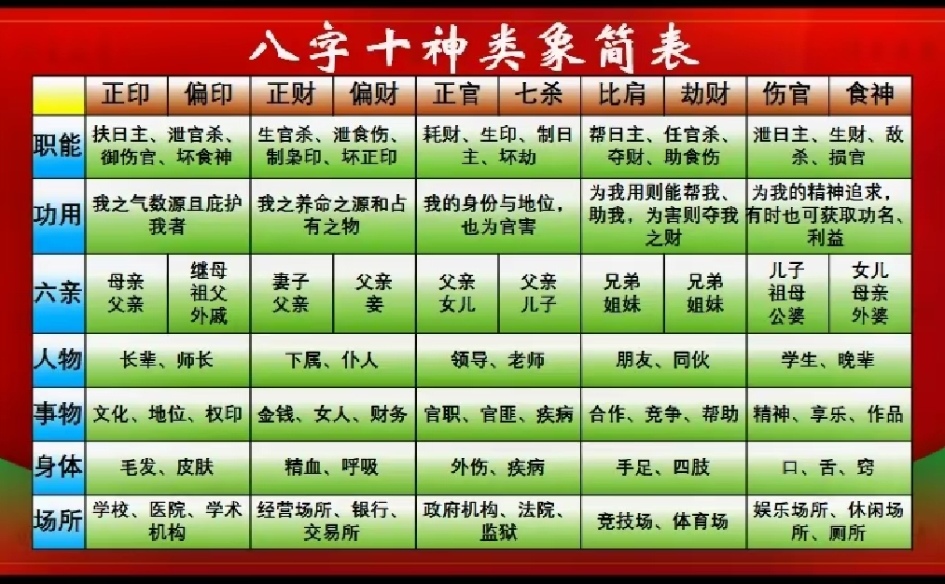 八字十神类象简表
正印 偏印 正财 偏财 正官 七杀 比肩 劫财 伤官 食神
职能 扶日主、泄官杀、 生官杀、泄食伤、 耗财、生印、制日 帮日主、任官杀、 泄日主、生财、敌
御伤官、坏食神 制枭印、坏正印 主、坏劫 夺财、助食伤 杀、损官
功用 我之气数源且庇护 我之养命之源和占 我的身份与地位， 为我用则能帮我、 为我的精神追求，
我者 有之物 也为官害 助我，为害则夺我 有时也可获取功名、
之财 利益
六亲 母亲 继母 妻子 父亲 父亲 父亲 兄弟 兄弟 儿子 女儿
父亲 祖父 父亲 妾 女儿 儿子 姐妹 姐妹 祖母 母亲
外戚 公婆 外婆
人物 长辈、师长 下属、仆人 领导、老师 朋友、同伙 学生、晚辈
事物 文化、地位、权印 金钱、女人、财务 官职、官匪、疾病 合作、竞争、帮助 精神、享乐、作品
身体 毛发、皮肤 精血、呼吸 外伤、疾病 手足、四肢 口、舌、窍
场所 学校、医院、学术 经营场所、银行、 政府机构、法院、 竞技场、体育场 娱乐场所、休闲场
机构 交易所 监狱 所、厕所